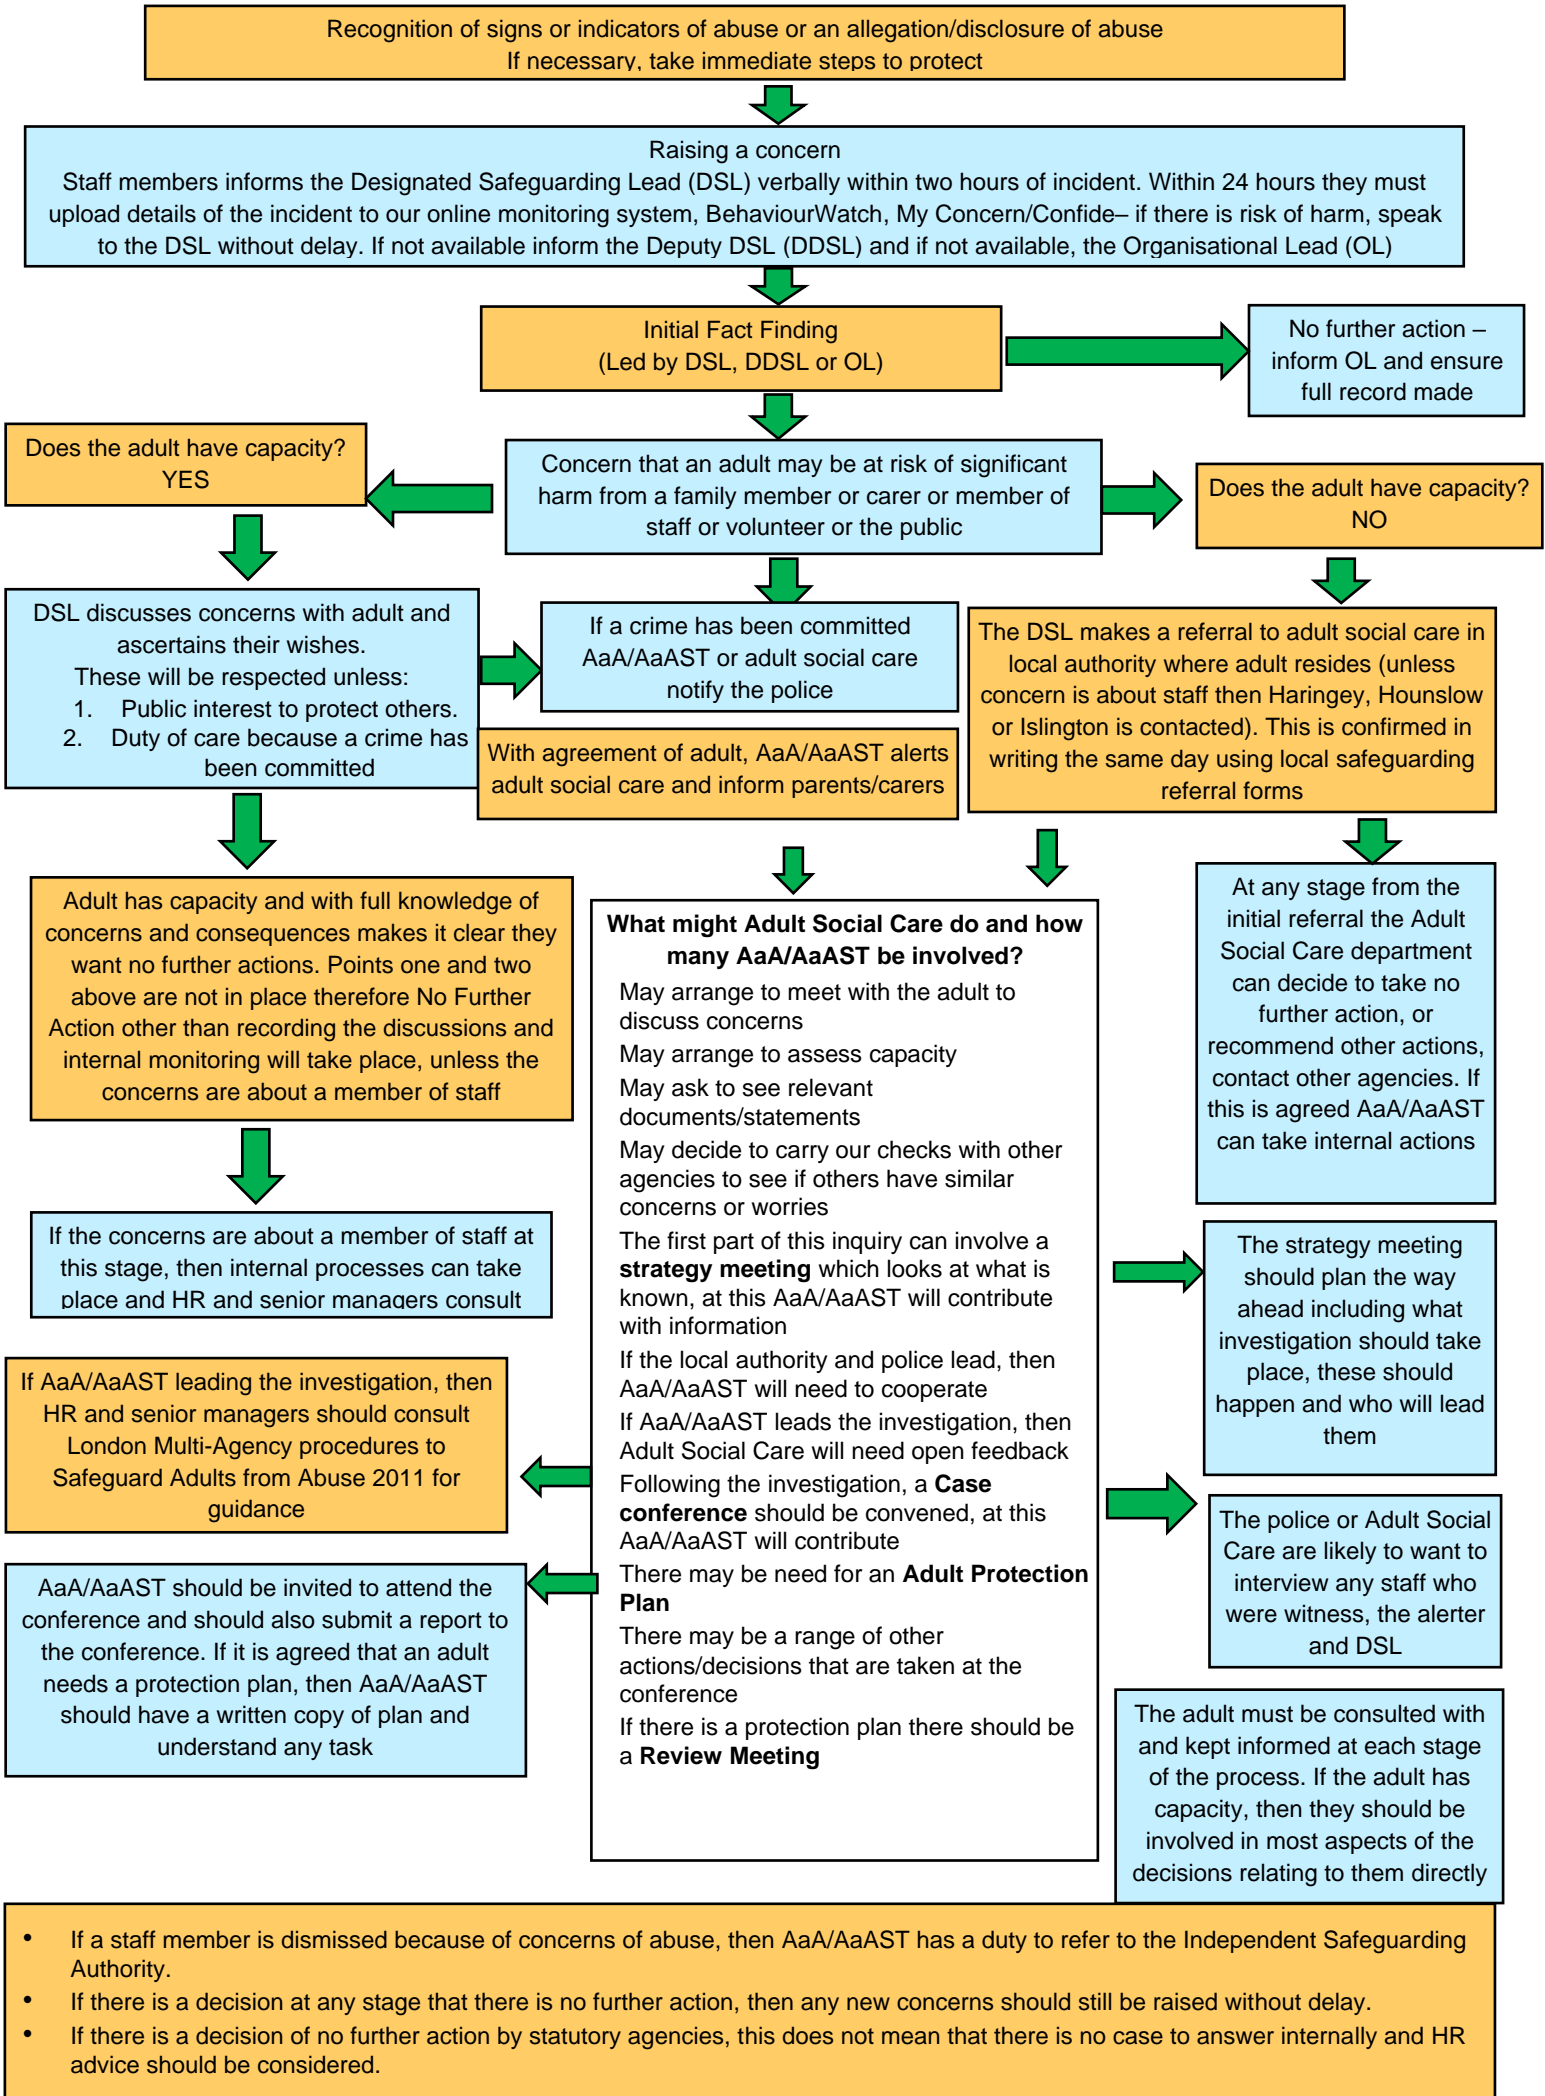 Recognition of signs or indicators of abuse or an allegation/disclosure of abuse
If necessary, take immediate steps to protect
Raising a concern
Staff members informs the Designated Safeguarding Lead (DSL) verbally within two hours of incident. Within 24 hours they must
upload details of the incident to our online monitoring system, BehaviourWatch, My Concern/Confide– if there is risk of harm, speak
to the DSL without delay. If not available inform the Deputy DSL (DDSL) and if not available, the Organisational Lead (OL)
Initial Fact Finding
(Led by DSL, DDSL or OL)
No further action –
inform OL and ensure
full record made
Does the adult have capacity?
YES
Concern that an adult may be at risk of significant
harm from a family member or carer or member of
staff or volunteer or the public
Does the adult have capacity?
NO
DSL discusses concerns with adult and
ascertains their wishes.
These will be respected unless:
1. Public interest to protect others.
2. Duty of care because a crime has
been committed
If a crime has been committed
AaA/AaAST or adult social care
notify the police
With agreement of adult, AaA/AaAST alerts
adult social care and inform parents/carers
The DSL makes a referral to adult social care in
local authority where adult resides (unless
concern is about staff then Haringey, Hounslow
or Islington is contacted). This is confirmed in
writing the same day using local safeguarding
referral forms
Adult has capacity and with full knowledge of
concerns and consequences makes it clear they
want no further actions. Points one and two
above are not in place therefore No Further
Action other than recording the discussions and
internal monitoring will take place, unless the
concerns are about a member of staff
If the concerns are about a member of staff at
this stage, then internal processes can take
place and HR and senior managers consult
If AaA/AaAST leading the investigation, then
HR and senior managers should consult
London Multi-Agency procedures to
Safeguard Adults from Abuse 2011 for
guidance
AaA/AaAST should be invited to attend the
conference and should also submit a report to
the conference. If it is agreed that an adult
needs a protection plan, then AaA/AaAST
should have a written copy of plan and
understand any task
What might Adult Social Care do and how
many AaA/AaAST be involved?
May arrange to meet with the adult to
discuss concerns
May arrange to assess capacity
May ask to see relevant
documents/statements
May decide to carry our checks with other
agencies to see if others have similar
concerns or worries
The first part of this inquiry can involve a
strategy meeting which looks at what is
known, at this AaA/AaAST will contribute
with information
If the local authority and police lead, then
AaA/AaAST will need to cooperate
If AaA/AaAST leads the investigation, then
Adult Social Care will need open feedback
Following the investigation, a Case
conference should be convened, at this
AaA/AaAST will contribute
There may be need for an Adult Protection
Plan
There may be a range of other
actions/decisions that are taken at the
conference
If there is a protection plan there should be
a Review Meeting
At any stage from the
initial referral the Adult
Social Care department
can decide to take no
further action, or
recommend other actions,
contact other agencies. If
this is agreed AaA/AaAST
can take internal actions
The strategy meeting
should plan the way
ahead including what
investigation should take
place, these should
happen and who will lead
them
The police or Adult Social
Care are likely to want to
interview any staff who
were witness, the alerter
and DSL
The adult must be consulted with
and kept informed at each stage
of the process. If the adult has
capacity, then they should be
involved in most aspects of the
decisions relating to them directly
• If a staff member is dismissed because of concerns of abuse, then AaA/AaAST has a duty to refer to the Independent Safeguarding
Authority.
• If there is a decision at any stage that there is no further action, then any new concerns should still be raised without delay.
• If there is a decision of no further action by statutory agencies, this does not mean that there is no case to answer internally and HR
advice should be considered.